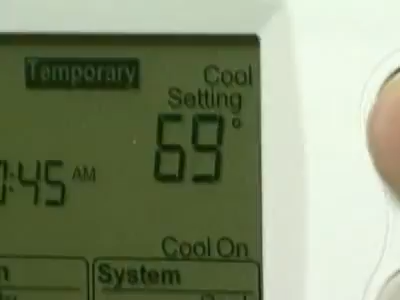 Temporary
Cool
Setting
69°
:45 AM
Cool On
System